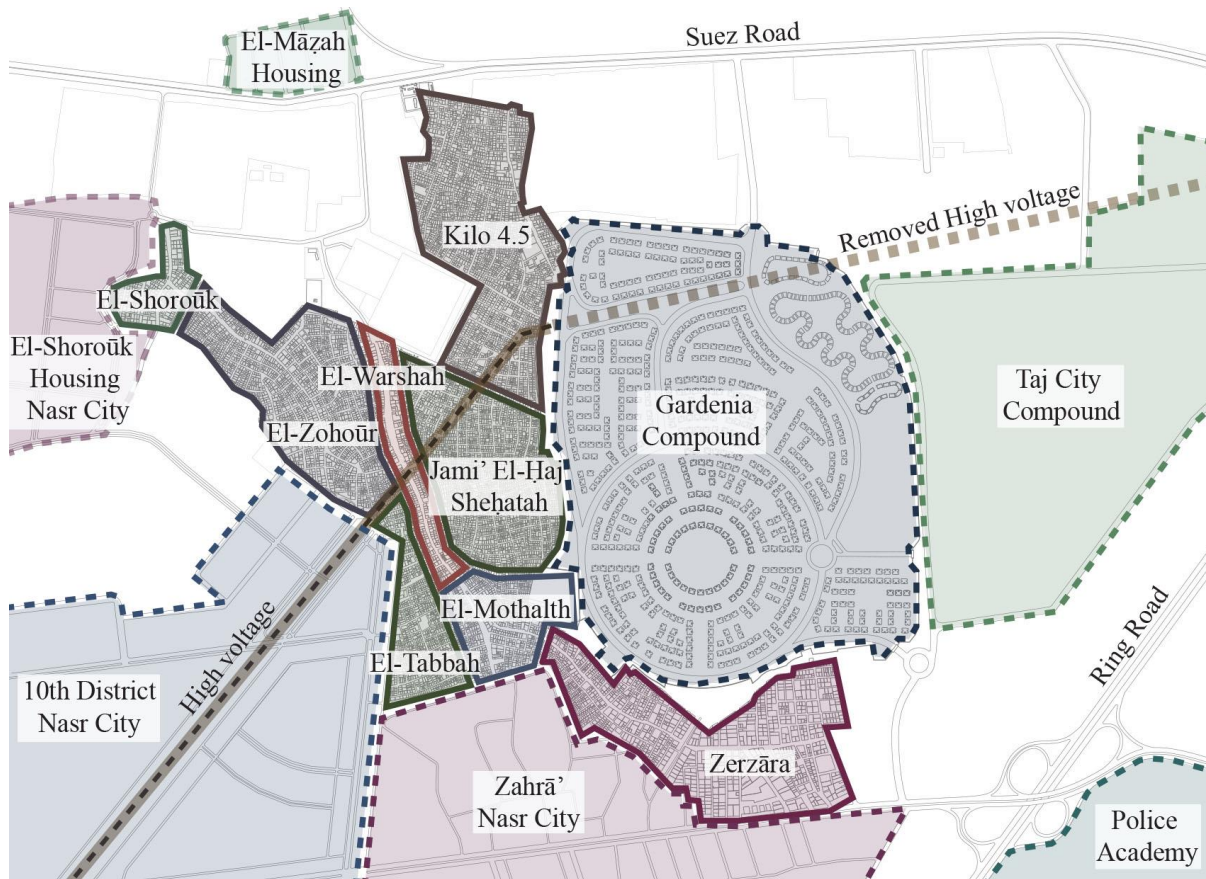 El-Māẓah
Housing
Suez Road
Kilo 4.5
Removed High voltage
El-Shoroūk
El-Shoroūk
Housing
Nasr City
El-Warshah
El-Zohoūr
Gardenia
Compound
Taj City
Compound
Jami’ El-Ḥaj
Sheḥatah
El-Mothalth
El-Tabbah
High voltage
10th District
Nasr City
Ring Road
Zerzāra
Zahrā’
Nasr City
Police
Academy